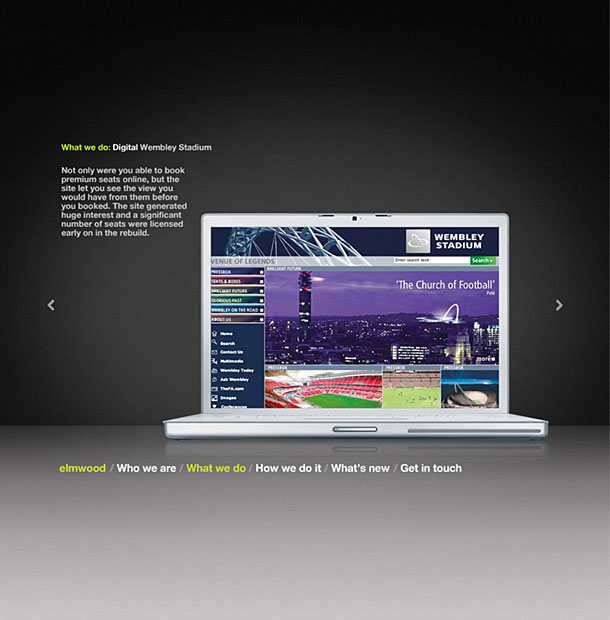 What we do: Digital Wembley Stadium
Not only were you able to book
premium seats online, but the
site let you see the view you
would have from them before
you booked. The site generated
huge interest and a significant
number of seats were licensed
early on in the rebuild.
WEMBLEY
STADIUM
VENUE OF LEGENDS
Enter search text
Search
PRESSBOX
SEATS & BOXES
BRILLIANT FUTURE
GLORIOUS PAST
WEMBLEY ON THE ROAD
ABOUT US
Home
Search
Contact Us
Multimedia
Wembley Today
Ask Wembley
TheFA.com
Images
Conferences
BRILLIANT FUTURE
'The Church of Football'
Pelé
more
PRESSBOX
PRESSBOX
PRESSBOX
elmwood / Who we are / What we do / How we do it / What's new / Get in touch